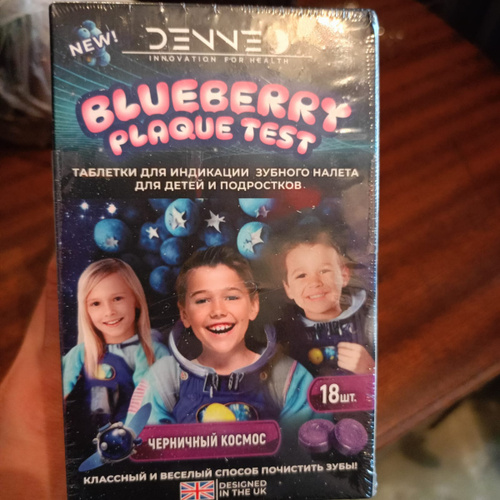 NEW!
INNOVATION FOR HEALTH
BLUEBERRY
PLAQUE TEST
ТАБЛЕТКИ ДЛЯ ИНДИКАЦИИ ЗУБНОГО НАЛЕТА
ДЛЯ ДЕТЕЙ И ПОДРОСТКОВ
18шт.
ЧЕРНИЧНЫЙ КОСМОС
КЛАССНЫЙ И ВЕСЕЛЫЙ СПОСОБ ПОЧИСТИТЬ ЗУБЫ!
DESIGNED
IN THE UK